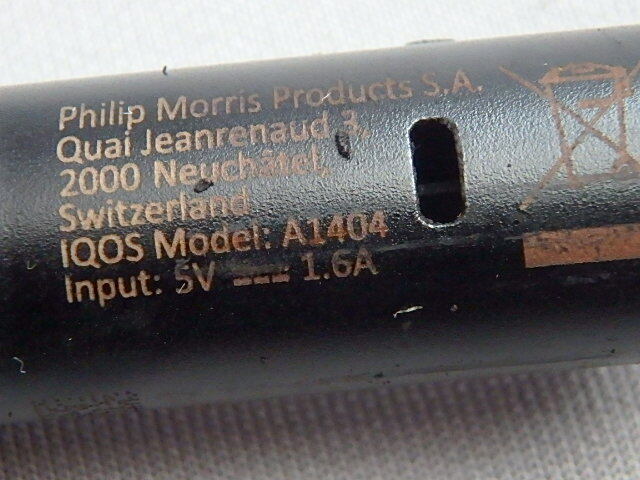 Philip Morris Products S.A.
Quai Jeanrenaud 3,
2000 Neuchâtel,
Switzerland
IQOS Model: A1404
Input: 5V ⎓ 1.6A